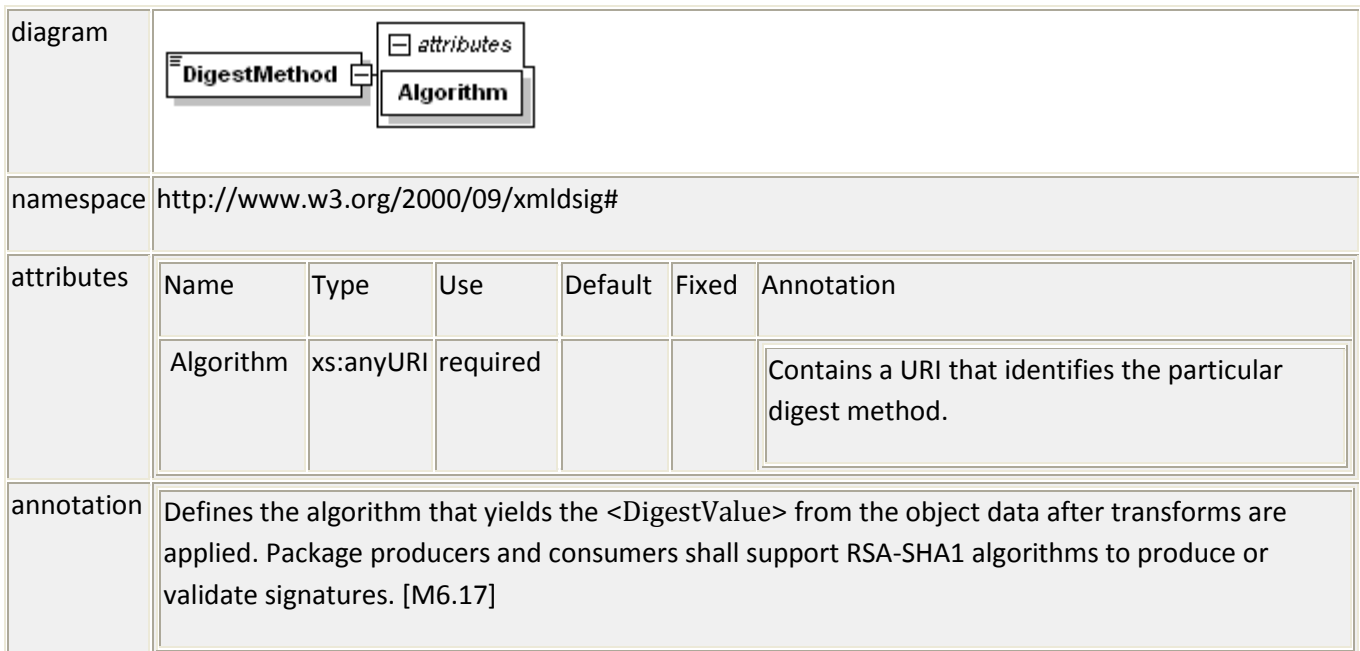 diagram
attributes
DigestMethod
Algorithm
namespace http://www.w3.org/2000/09/xmldsig#
attributes
Name Type Use Default Fixed Annotation
Algorithm xs:anyURI required Contains a URI that identifies the particular
digest method.
annotation Defines the algorithm that yields the <DigestValue> from the object data after transforms are
applied. Package producers and consumers shall support RSA-SHA1 algorithms to produce or
validate signatures. [M6.17]